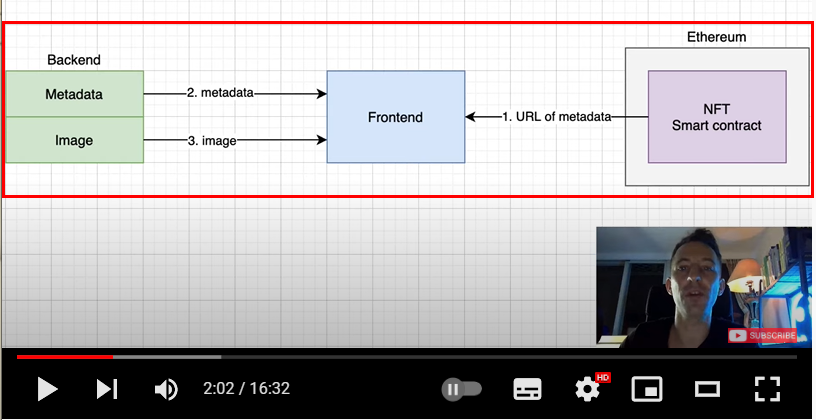 Ethereum
Backend
Metadata
2. metadata
Frontend
1. URL of metadata
NFT
Smart contract
Image
3. image
SUBSCRIBE
2:02 / 16:32
HD